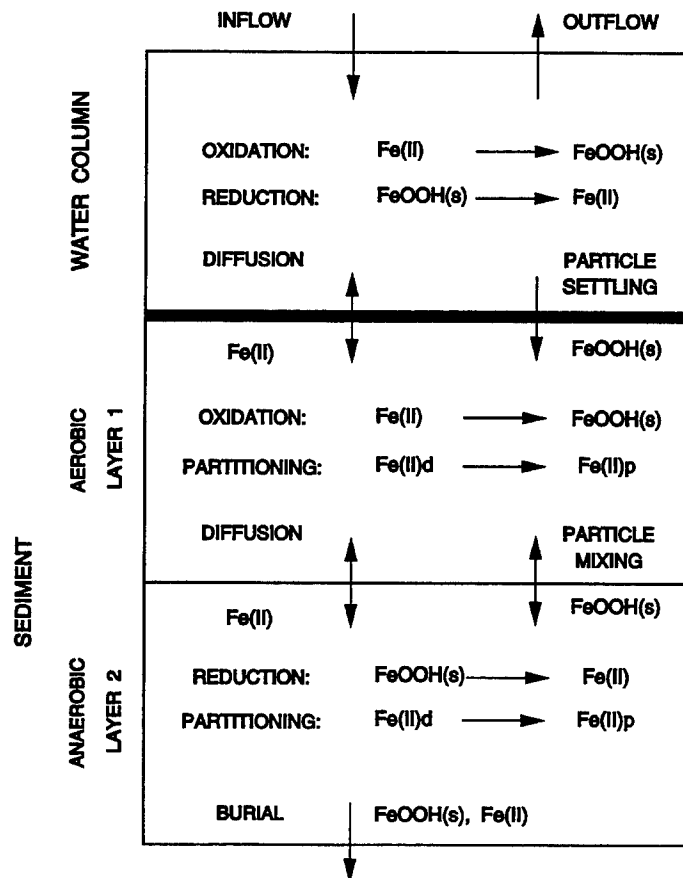 INFLOW OUTFLOW
WATER COLUMN
OXIDATION: Fe(II) FeOOH(s)
REDUCTION: FeOOH(s) Fe(II)
DIFFUSION PARTICLE
SETTLING
SEDIMENT
AEROBIC
LAYER 1
Fe(II) FeOOH(s)
OXIDATION: Fe(II) FeOOH(s)
PARTITIONING: Fe(II)d Fe(II)p
DIFFUSION PARTICLE
MIXING
ANAEROBIC
LAYER 2
Fe(II) FeOOH(s)
REDUCTION: FeOOH(s) Fe(II)
PARTITIONING: Fe(II)d Fe(II)p
BURIAL FeOOH(s), Fe(II)